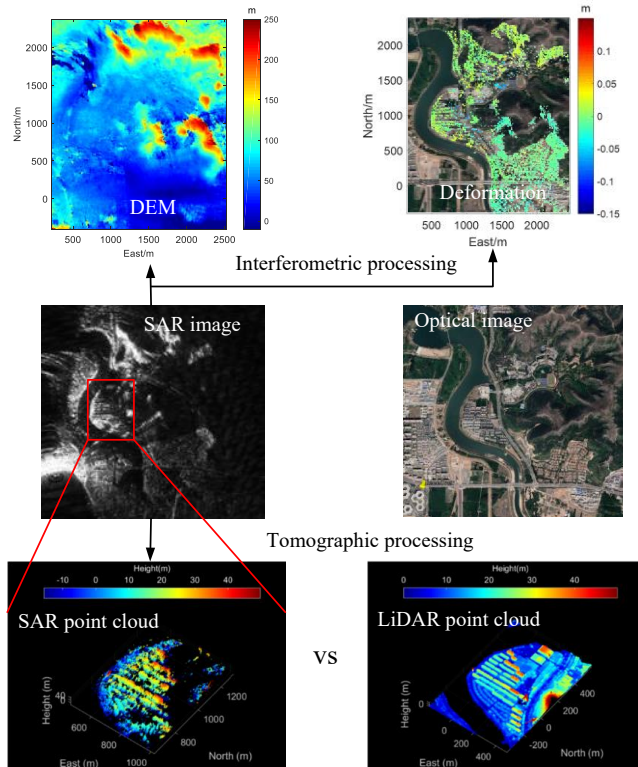 m
250
200
150
100
50
0
2000
1500
1000
500
0
North/m
DEM
500 1000 1500 2000 2500
East/m
m
0.1
0.05
0
-0.05
-0.1
-0.15
2000
1500
1000
500
0
North/m
Deformation
500 1000 1500 2000
East/m
Interferometric processing
SAR image
Optical image
Tomographic processing
Height(m)
-10 0 10 20 30 40
SAR point cloud
Height (m)
40
0
600
800
1000
East (m)
800
1000
1200
North (m)
vs
Height(m)
0 10 20 30 40
LiDAR point cloud
Height (m)
0
0
200
400
East (m)
-200
0
200
400
North (m)